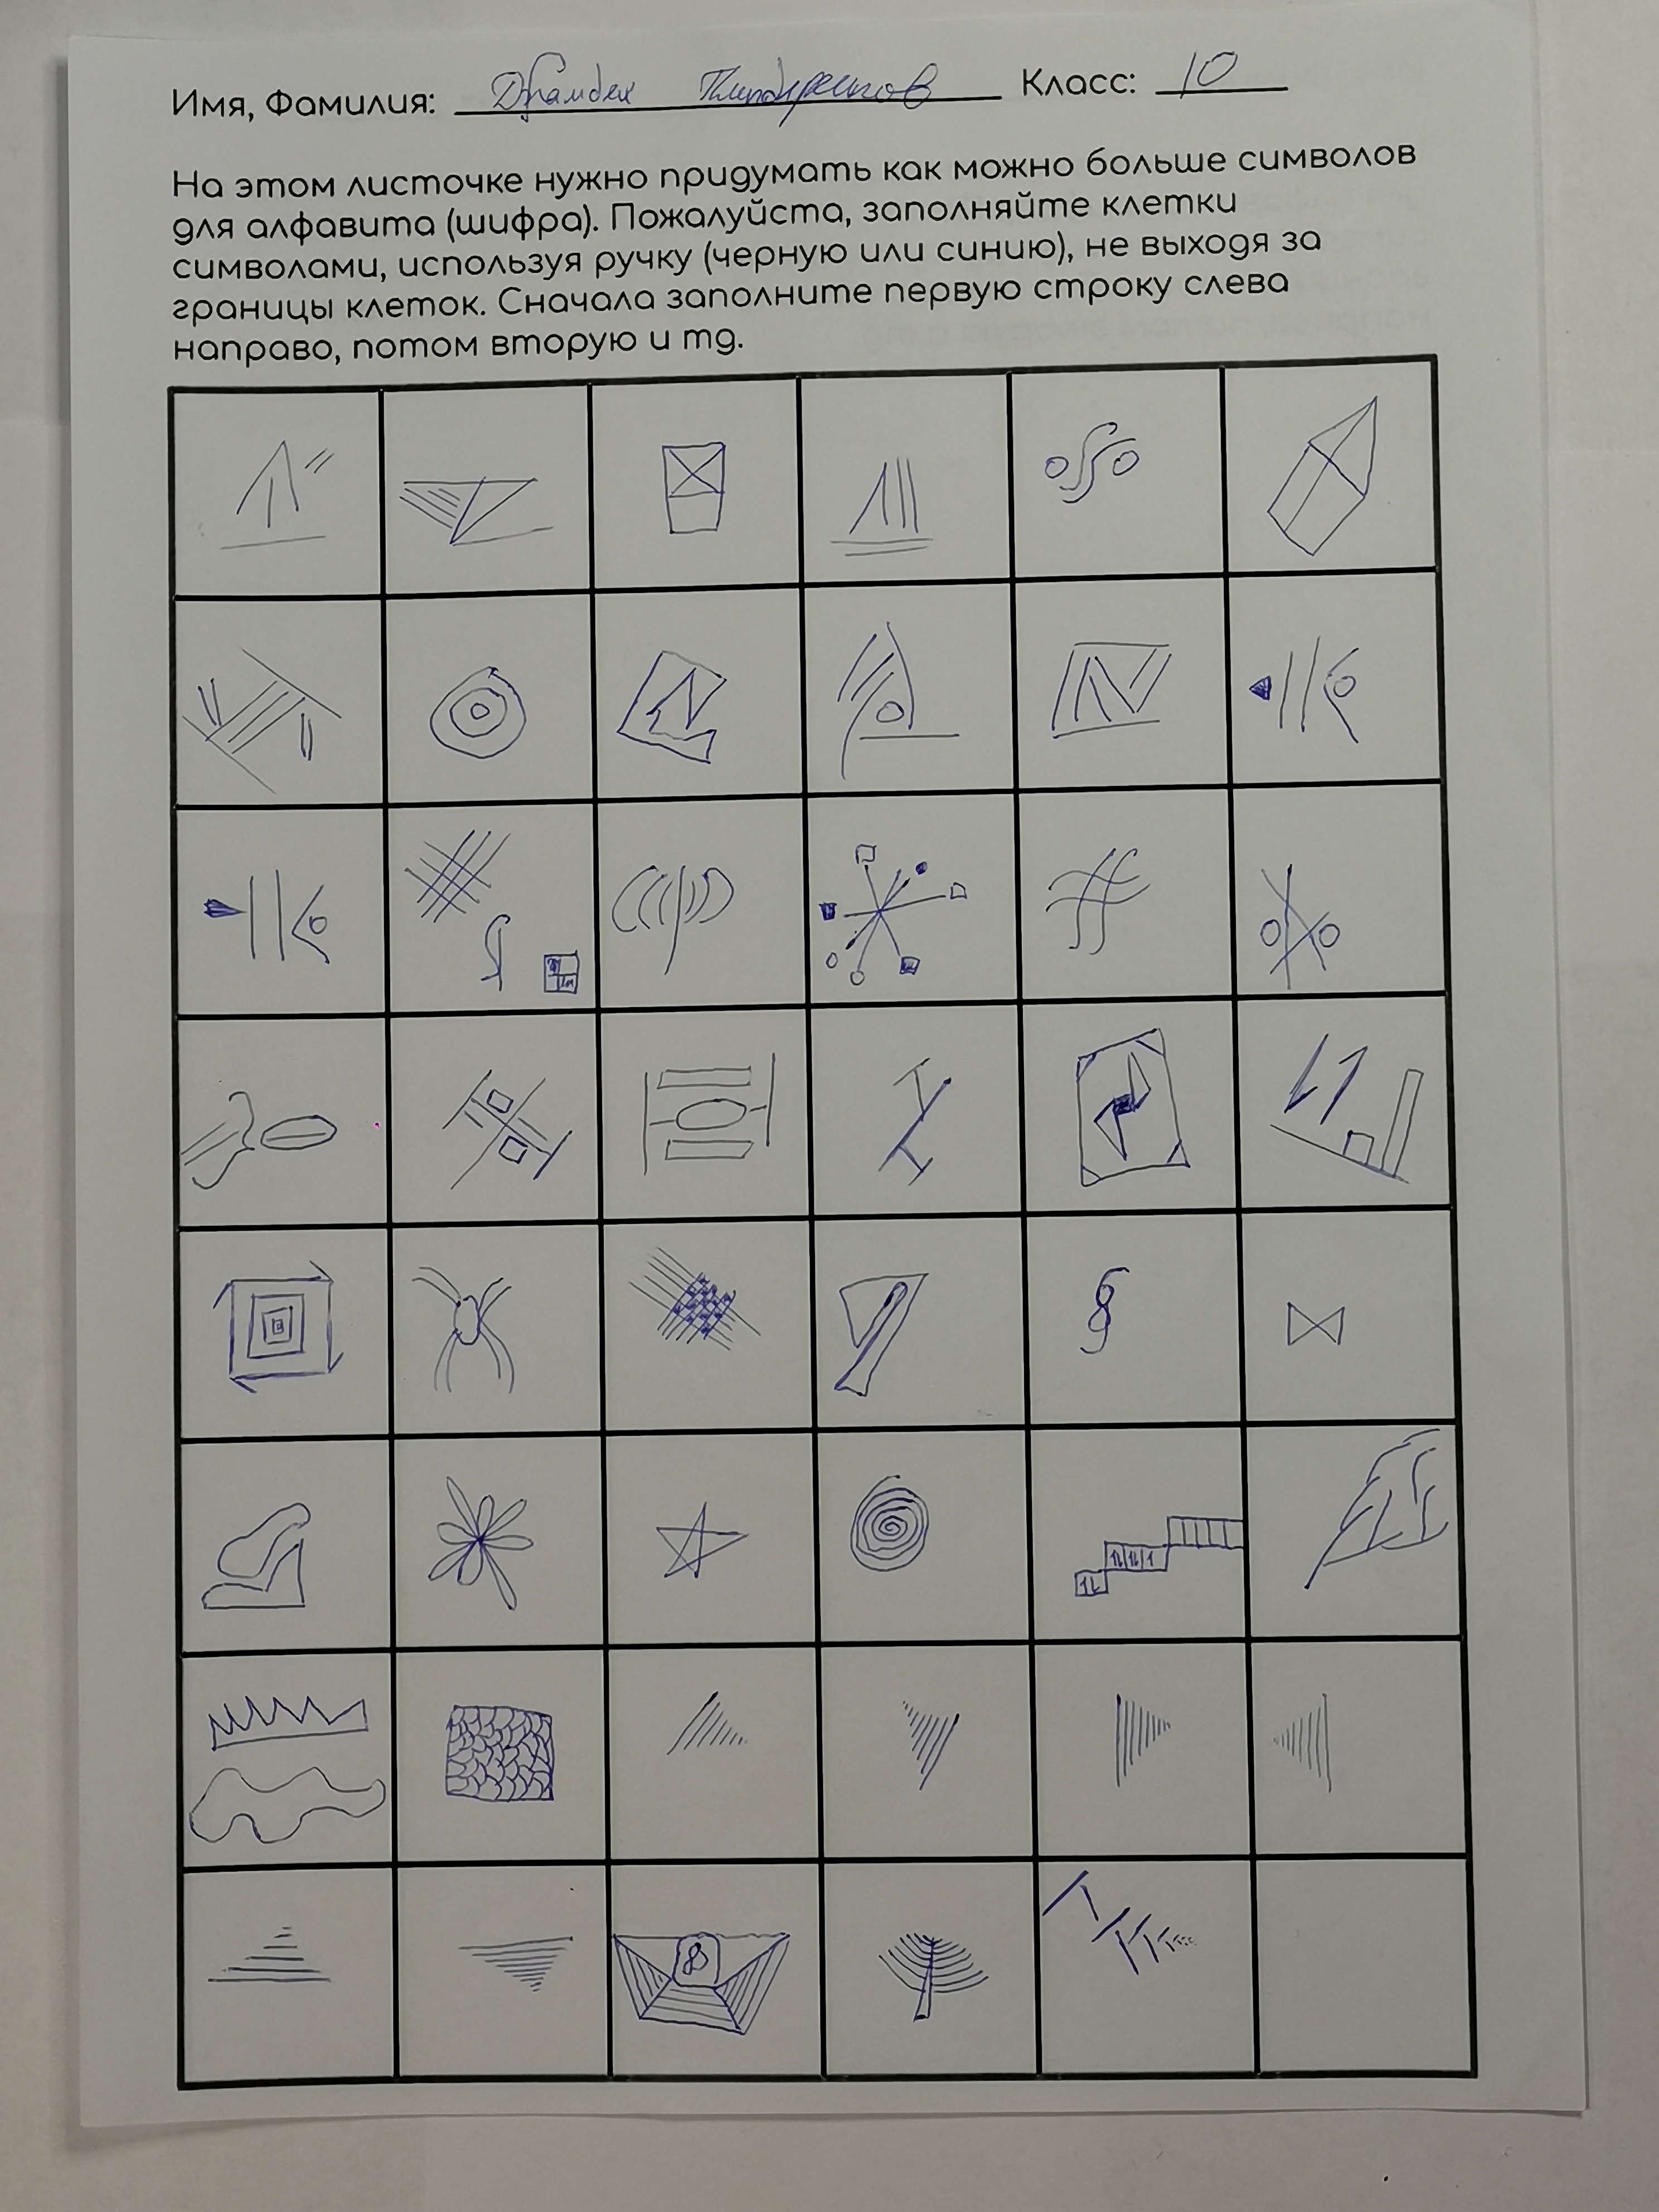 Имя, Фамилия: Класс: 10
На этом листочке нужно придумать как можно больше символов
для алфавита (шифра). Пожалуйста, заполняйте клетки
символами, используя ручку (черную или синию), не выходя за
границы клеток. Сначала заполните первую строку слева
направо, потом вторую и тд.